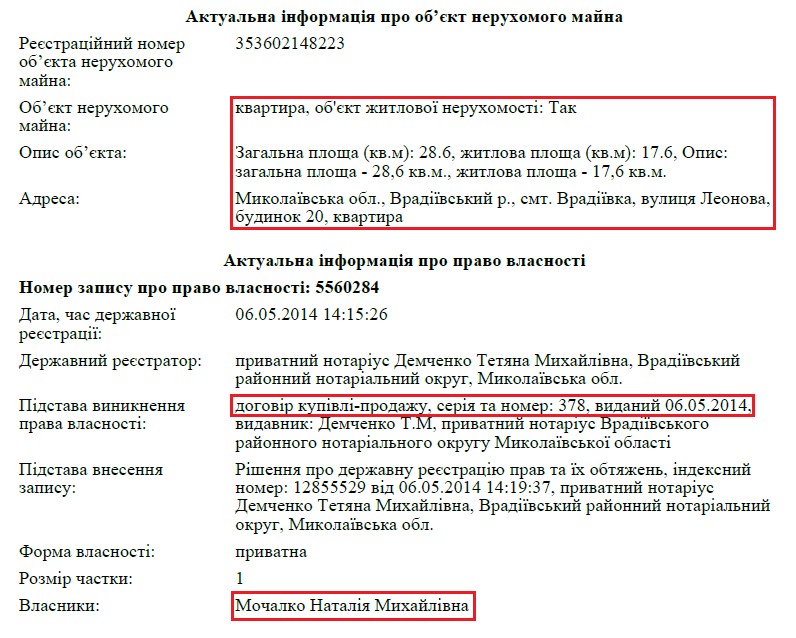 Актуальна інформація про об’єкт нерухомого майна
Реєстраційний номер об’єкта нерухомого майна: 353602148223
Об’єкт нерухомого майна: квартира, об'єкт житлової нерухомості: Так
Опис об’єкта: Загальна площа (кв.м): 28.6, житлова площа (кв.м): 17.6, Опис:
загальна площа - 28,6 кв.м., житлова площа - 17,6 кв.м.
Адреса: Миколаївська обл., Врадіївський р., смт. Врадіївка, вулиця Леонова,
будинок 20, квартира
Актуальна інформація про право власності
Номер запису про право власності: 5560284
Дата, час державної реєстрації: 06.05.2014 14:15:26
Державний реєстратор: приватний нотаріус Демченко Тетяна Михайлівна, Врадіївський
районний нотаріальний округ, Миколаївська обл.
Підстава виникнення права власності: договір купівлі-продажу, серія та номер: 378, виданий 06.05.2014,
видавник: Демченко Т.М, приватний нотаріус Врадіївського
районного нотаріального округу Миколаївської області
Підстава внесення запису: Рішення про державну реєстрацію прав та їх обтяжень, індексний
номер: 12855529 від 06.05.2014 14:19:37, приватний нотаріус
Демченко Тетяна Михайлівна, Врадіївський районний нотаріальний
округ, Миколаївська обл.
Форма власності: приватна
Розмір частки: 1
Власники: Мочалко Наталія Михайлівна